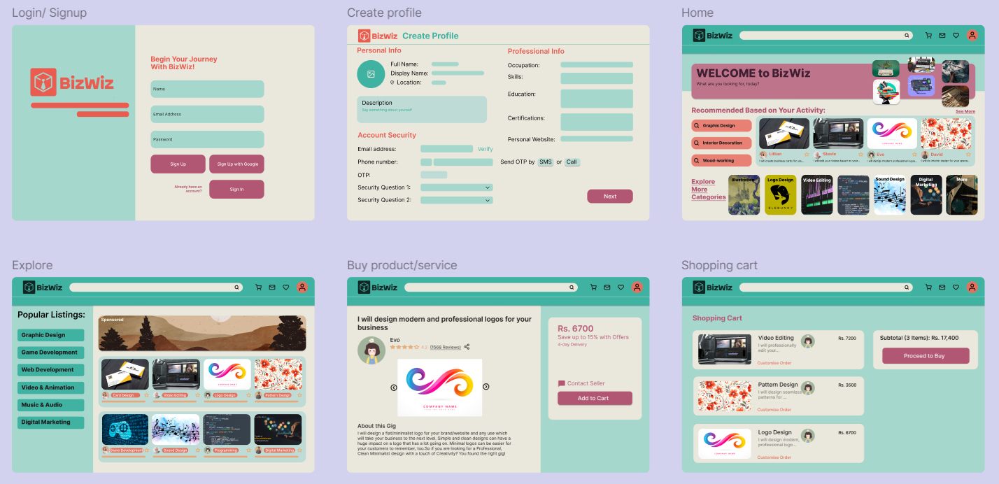 Login/ Signup
BizWiz
Begin Your Journey
With BizWiz!
Name
Email Address
Password
Sign Up
Sign Up with Google
Already have an
account?
Sign In
Create profile
BizWiz Create Profile
Personal Info
Full Name:
Display Name:
Location:
Description
Say something about yourself
Account Security
Email address:
Verify
Phone number:
Send OTP by SMS or Call
OTP:
Security Question 1:
Security Question 2:
Professional Info
Occupation:
Skills:
Education:
Certifications:
Personal Website:
Next
Home
BizWiz
WELCOME to BizWiz
What are you looking for, today?
Recommended Based on Your Activity:
See More
Graphic Design
Interior Decoration
Wood-working
COMPANY NAME
Lillian
I will create business cards for you...
Stevie
I will edit your videos based on your...
Evo
I will design modern professional logos...
David
Explore
More
Categories
Illustration
Logo Design
ELEBUNNY
Video Editing
Sound Design
Digital
Marketing
More
Explore
BizWiz
Popular Listings:
Graphic Design
Game Development
Web Development
Video & Animation
Music & Audio
Digital Marketing
Sponsored
COMPANY NAME
Card Design
Video Editing
Logo Design
Pattern Design
Game Development
Sound Design
Programming
Digital Marketing
Buy product/service
BizWiz
I will design modern and professional logos for your
business
Evo
4.2 (1568 Reviews)
COMPANY NAME
About this Gig
I will design a flat/minimalist logo for your brand/website and any use which
will take your business to the next level. Simple and clean designs can have a
huge impact on a logo that has a lot going on. Minimal logos can be easier for
your customers to remember, too.So if you are looking for a Professional,
Clean Minimalist design with a touch of Creativity? You found the right gig!
Rs. 6700
Save up to 15% with Offers
4-day Delivery
Contact Seller
Add to Cart
Shopping cart
BizWiz
Shopping Cart
Video Editing
I will professionally
edit your...
Rs. 7200
Customise Order
Pattern Design
I will design seamless
patterns for ...
Rs. 3500
Customise Order
COMPANY NAME
Logo Design
I will design modern,
professional logo...
Rs. 6700
Customise Order
Subtotal (3 Items): Rs. 17,400
Proceed to Buy